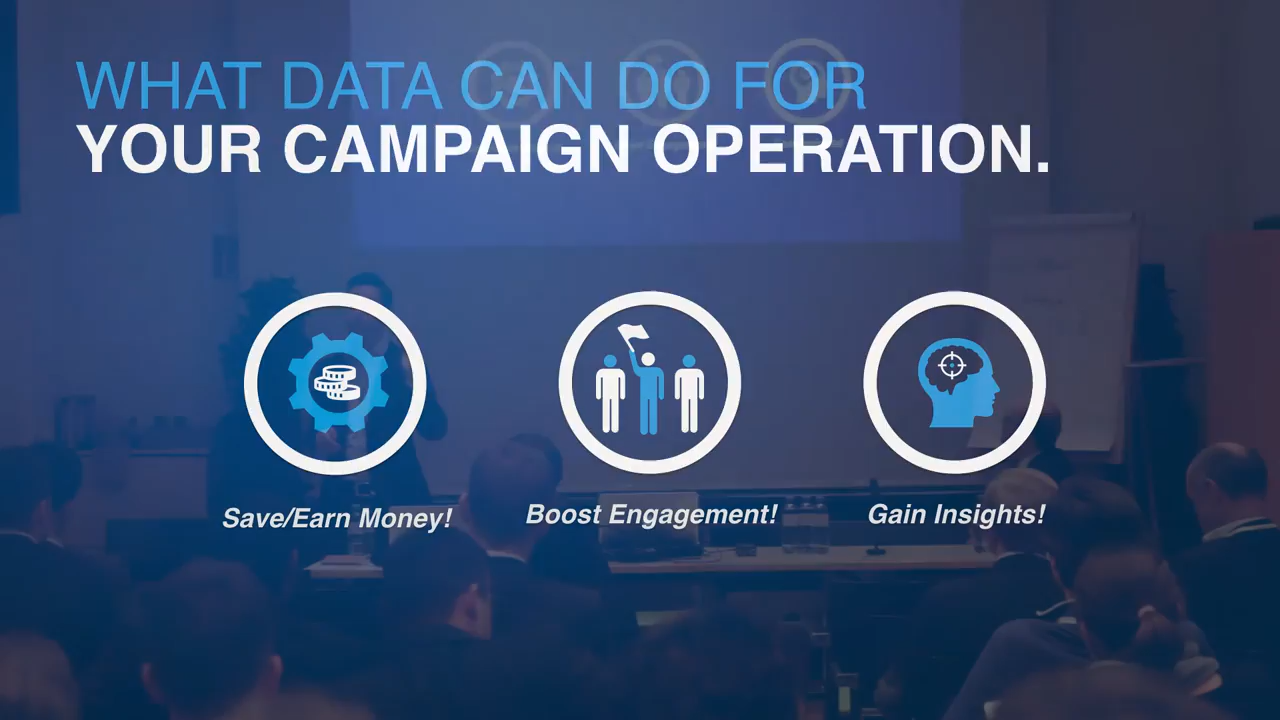 WHAT DATA CAN DO FOR
YOUR CAMPAIGN OPERATION.
Save/Earn Money!
Boost Engagement!
Gain Insights!